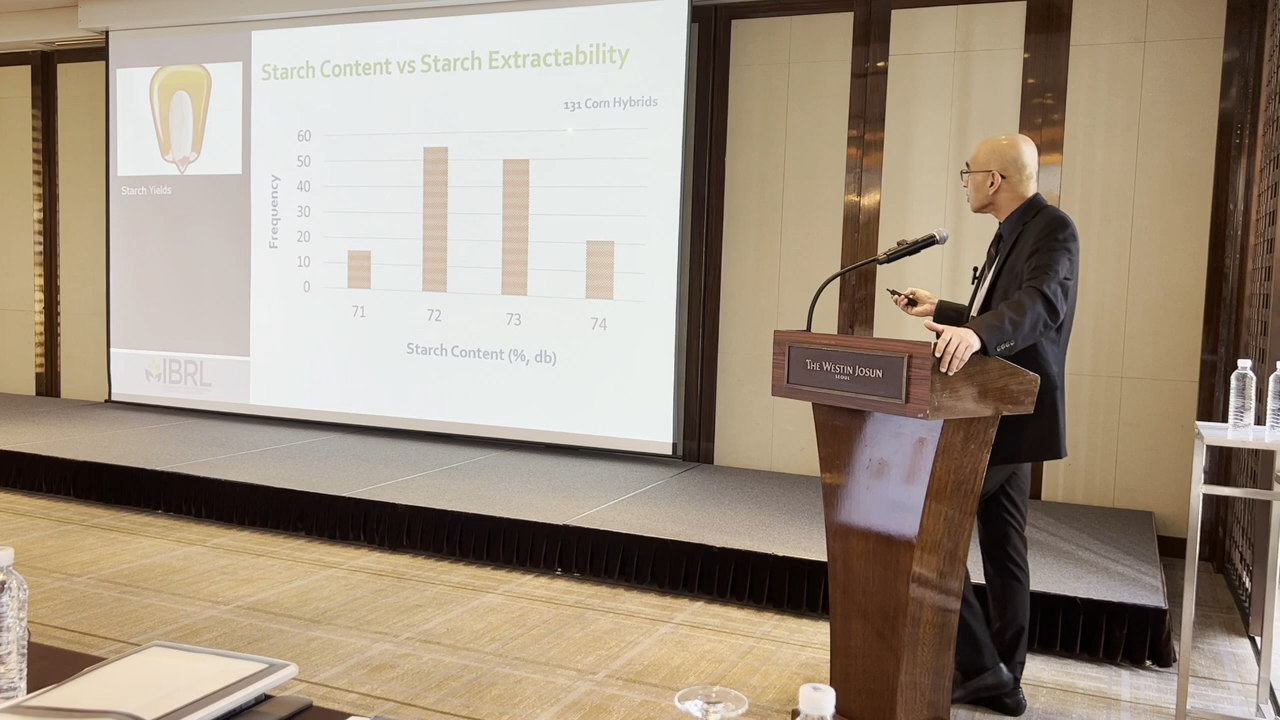 Starch Content vs Starch Extractability
131 Corn Hybrids
Starch Yields
Frequency
60
50
40
30
20
10
0
71 72 73 74
Starch Content (%, db)
IBRL
THE WESTIN JOSUN
SEOUL